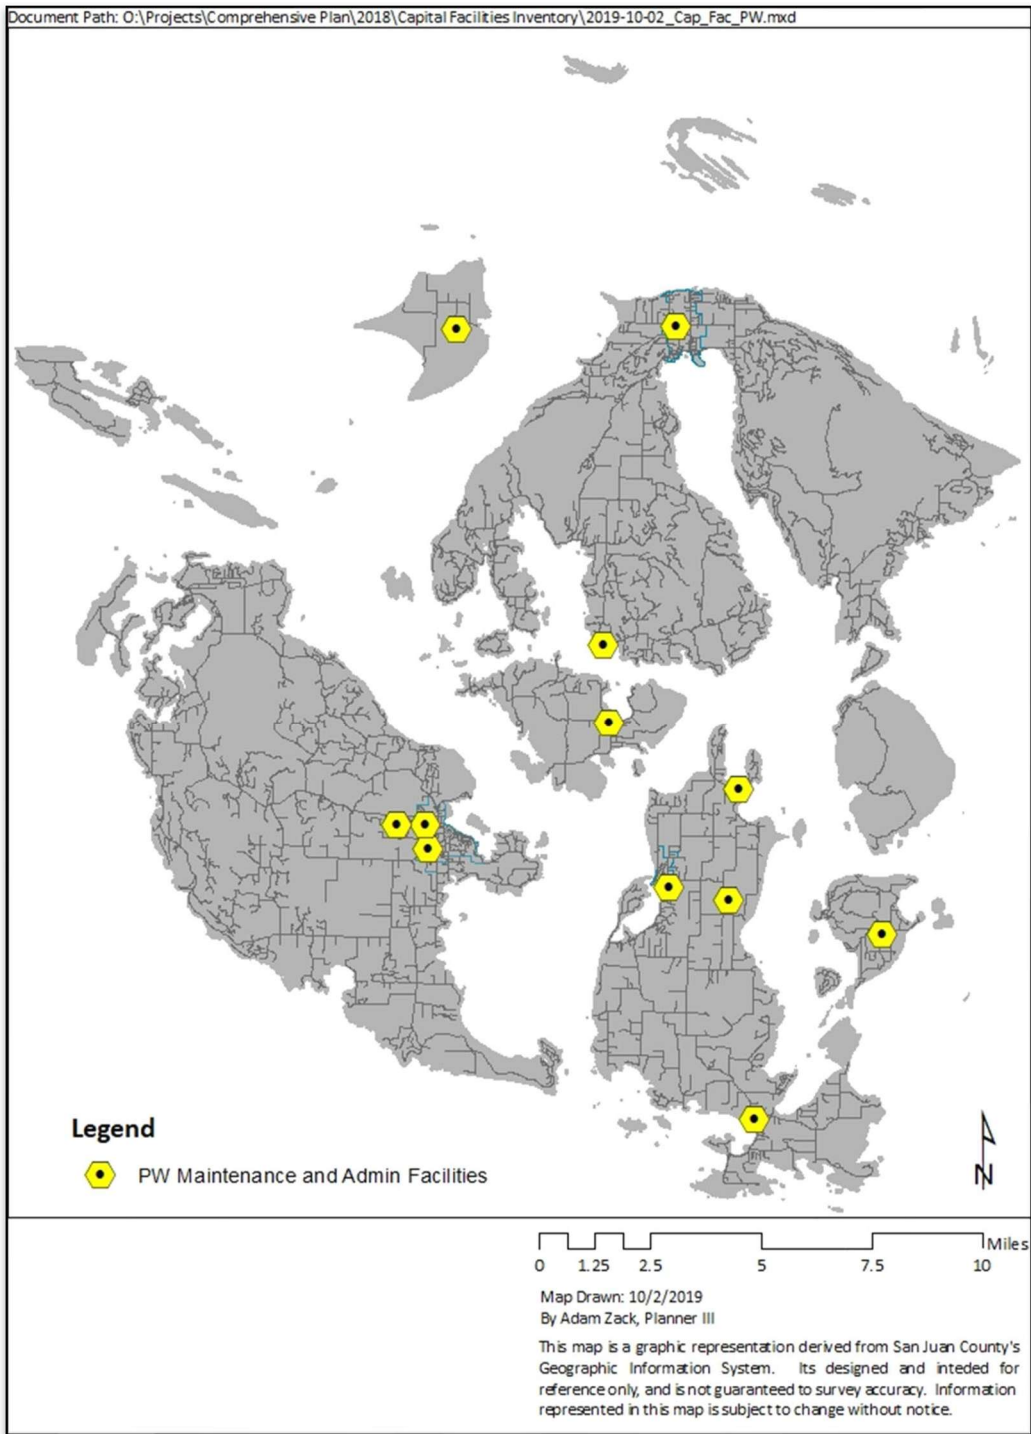 Document Path: O:\Projects\Comprehensive Plan\2018\Capital Facilities Inventory\2019-10-02_Cap_Fac_PW.mxd
Legend
PW Maintenance and Admin Facilities
N
Miles
0 1.25 2.5 5 7.5 10
Map Drawn: 10/2/2019
By Adam Zack, Planner III
This map is a graphic representation derived from San Juan County's
Geographic Information System. Its designed and inteded for
reference only, and is not guaranteed to survey accuracy. Information
represented in this map is subject to change without notice.